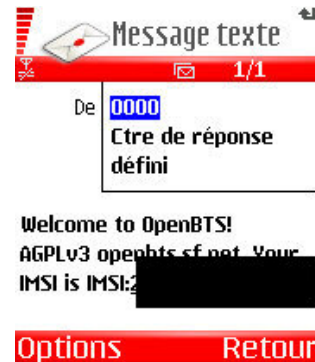 Message texte
1/1
De 0000
Ctre de réponse
défini
Welcome to OpenBTS!
AGPLv3 openbts.sf.net. Your
IMSI is IMSI:2
Options Retour